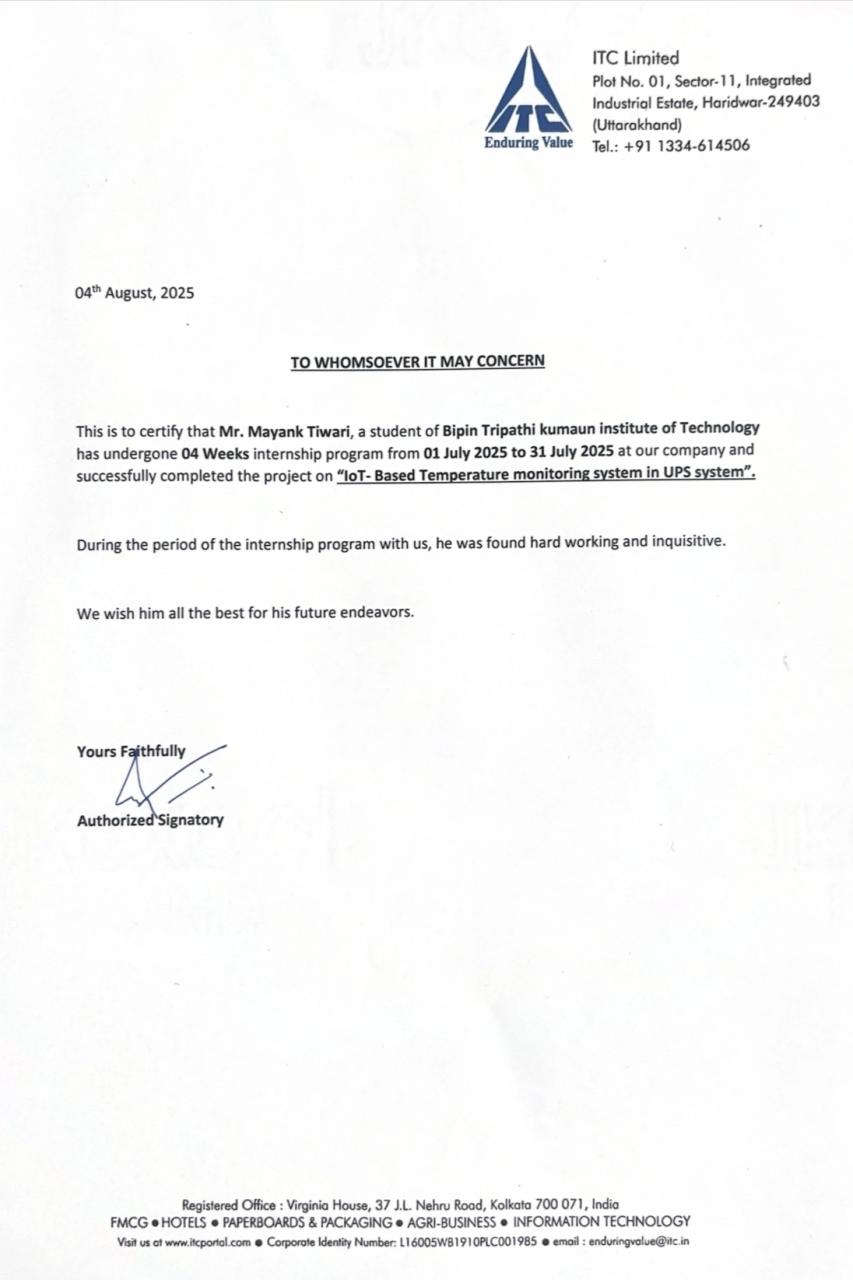 ITC Limited
Plot No. 01, Sector-11, Integrated
Industrial Estate, Haridwar-249403
(Uttarakhand)
Tel.: +91 1334-614506
ITC
Enduring Value
04th August, 2025
TO WHOMSOEVER IT MAY CONCERN
This is to certify that Mr. Mayank Tiwari, a student of Bipin Tripathi kumaun institute of Technology
has undergone 04 Weeks internship program from 01 July 2025 to 31 July 2025 at our company and
successfully completed the project on “IoT- Based Temperature monitoring system in UPS system”.
During the period of the internship program with us, he was found hard working and inquisitive.
We wish him all the best for his future endeavors.
Yours Faithfully
Authorized Signatory
Registered Office : Virginia House, 37 J.L. Nehru Road, Kolkata 700 071, India
FMCG ● HOTELS ● PAPERBOARDS & PACKAGING ● AGRI-BUSINESS ● INFORMATION TECHNOLOGY
Visit us at www.itcportal.com ● Corporate Identity Number: L16005WB1910PLC001985 ● email : enduringvalue@itc.in